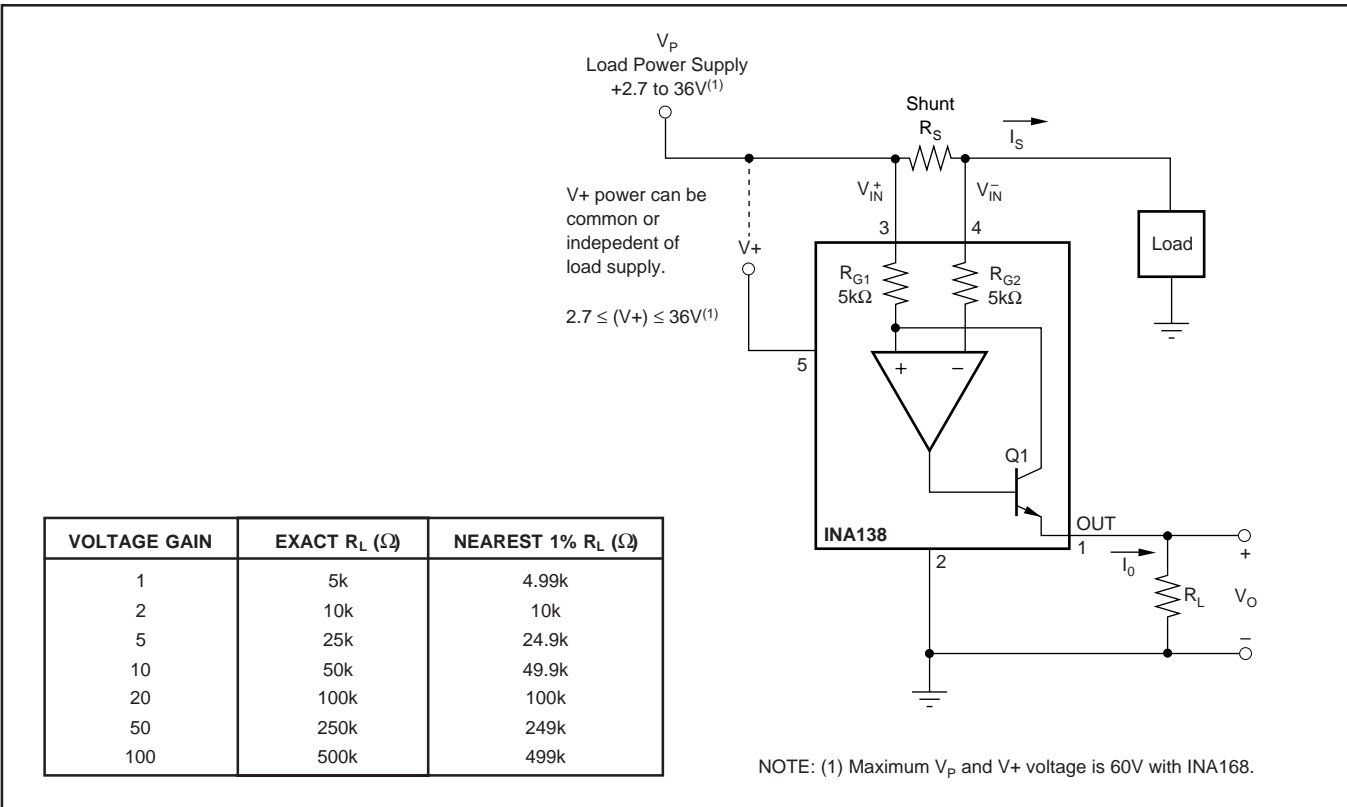 V_P
Load Power Supply
+2.7 to 36V(1)
Shunt
R_S
I_S
V_IN+
V_IN−
V+ power can be
common or
indepedent of
load supply.
V+
3
4
Load
R_G1
5kΩ
R_G2
5kΩ
2.7 ≤ (V+) ≤ 36V(1)
5
+
−
Q1
INA138
OUT
1
2
I_0
+
R_L
V_O
−
VOLTAGE GAIN EXACT R_L (Ω) NEAREST 1% R_L (Ω)
1 5k 4.99k
2 10k 10k
5 25k 24.9k
10 50k 49.9k
20 100k 100k
50 250k 249k
100 500k 499k
NOTE: (1) Maximum V_P and V+ voltage is 60V with INA168.